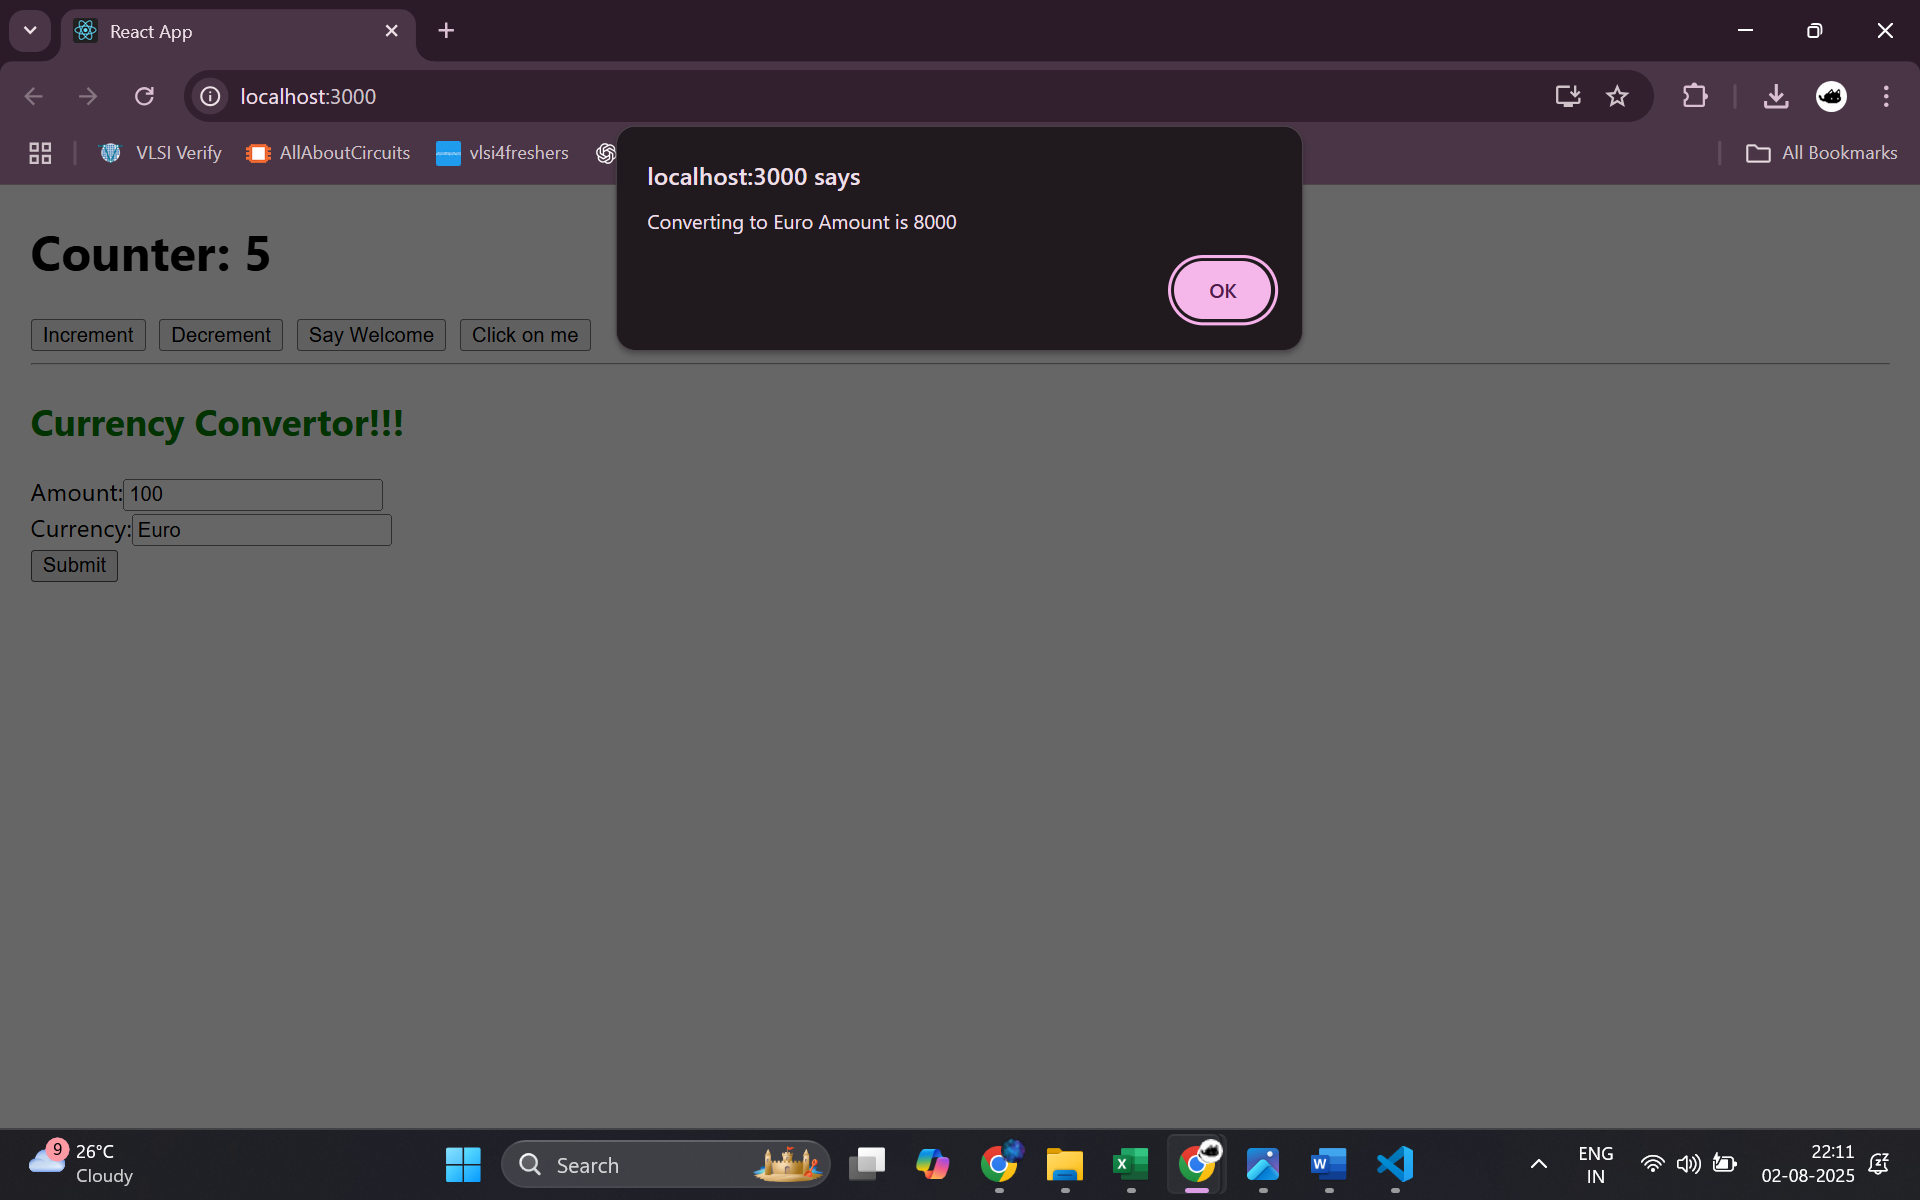 React App
localhost:3000
VLSI Verify
AllAboutCircuits
vlsi4freshers
All Bookmarks
localhost:3000 says
Converting to Euro Amount is 8000
OK
Counter: 5
Increment
Decrement
Say Welcome
Click on me
Currency Convertor!!!
Amount:100
Currency:Euro
Submit
9
26°C
Cloudy
Search
ENG
IN
22:11
02-08-2025